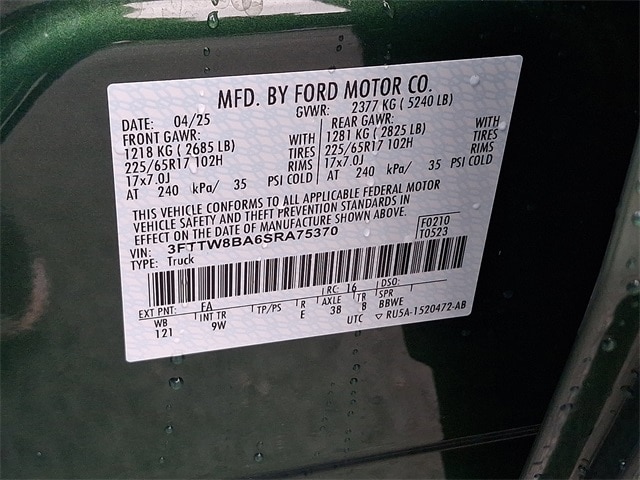 MFD. BY FORD MOTOR CO.
DATE: 04/25 GVWR: 2377 KG ( 5240 LB)
FRONT GAWR: WITH REAR GAWR: WITH
1218 KG ( 2685 LB) TIRES 1281 KG ( 2825 LB) TIRES
225/65R17 102H RIMS 225/65R17 102H RIMS
17x7.0J 17x7.0J
AT 240 kPa/ 35 PSI COLD AT 240 kPa/ 35 PSI COLD
THIS VEHICLE CONFORMS TO ALL APPLICABLE FEDERAL MOTOR
VEHICLE SAFETY AND THEFT PREVENTION STANDARDS IN
EFFECT ON THE DATE OF MANUFACTURE SHOWN ABOVE.
VIN: 3FTTW8BA6SRA75370 F0210
TYPE: Truck T0523
EXT PNT: EA RC: 16 DSO:
WB INT TR TP/PS R AXLE TR SPR
121 9W E 38 8 BBWE
UTC ▽ RU5A-1520472-AB